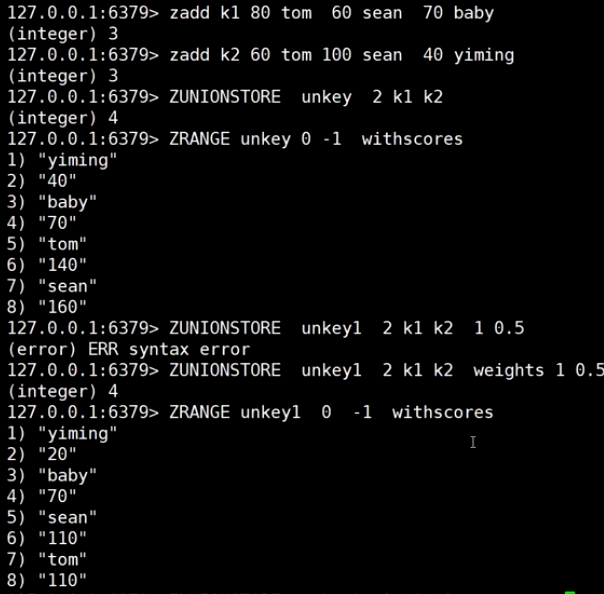 127.0.0.1:6379> zadd k1 80 tom  60 sean  70 baby
(integer) 3
127.0.0.1:6379> zadd k2 60 tom 100 sean  40 yiming
(integer) 3
127.0.0.1:6379> ZUNIONSTORE  unkey  2 k1 k2
(integer) 4
127.0.0.1:6379> ZRANGE unkey 0 -1  withscores
1) "yiming"
2) "40"
3) "baby"
4) "70"
5) "tom"
6) "140"
7) "sean"
8) "160"
127.0.0.1:6379> ZUNIONSTORE  unkey1  2 k1 k2  1 0.5
(error) ERR syntax error
127.0.0.1:6379> ZUNIONSTORE  unkey1  2 k1 k2  weights 1 0.5
(integer) 4
127.0.0.1:6379> ZRANGE unkey1  0  -1  withscores
1) "yiming"
2) "20"
3) "baby"
4) "70"
5) "sean"
6) "110"
7) "tom"
8) "110"